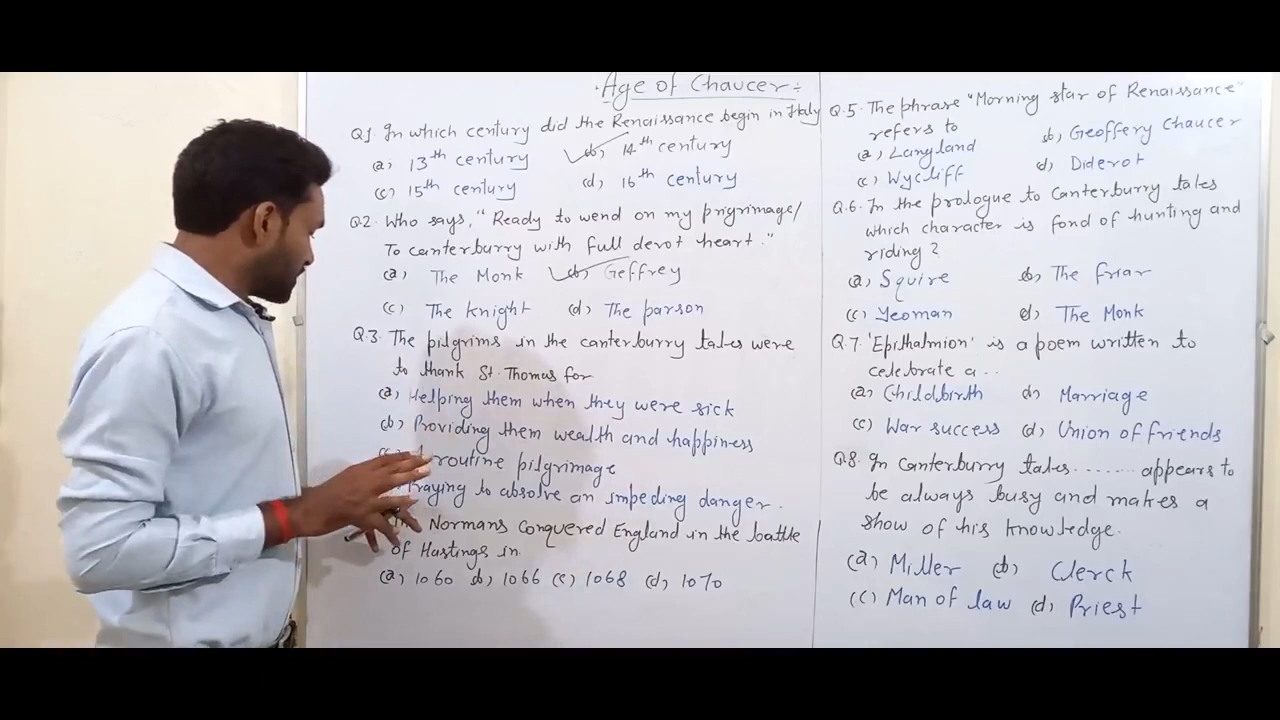 Age of Chaucer :-
Q1. In which century did the Renaissance begin in Italy
(a) 13th century (b) 14th century
(c) 15th century (d) 16th century
Q.2. Who says, "Ready to wend on my prigrimage/
To canterburry with full devot heart."
(a) The Monk (b) Geffrey
(c) The knight (d) The parson
Q.3. The pilgrims in the canterburry tales were
to thank St. Thomas for
(a) Helping them when they were sick
(b) Providing them wealth and happiness
routine pilgrimage
Praying to absolve an impeding danger.
Normans Conquered England in the battle
of Hastings in.
(a) 1060 b) 1066 (c) 1068 (d) 1070
Q.5. The phrase "Morning star of Renaissance"
refers to
(a) Langland (b) Geoffery Chaucer
(c) Wycliff (d) Diderot
Q.6. In the prologue to Canterburry tales
which character is fond of hunting and
riding?
(a) Squire (b) The Friar
(c) Yeoman (d) The Monk
Q.7. 'Epithalmion' is a poem written to
celebrate a...
(a) Childbirth (b) Marriage
(c) War success (d) Union of friends
Q.8. In Canterburry tales ....... appears to
be always busy and makes a
show of his knowledge.
(a) Miller (b) Clerck
(c) Man of law (d) Priest